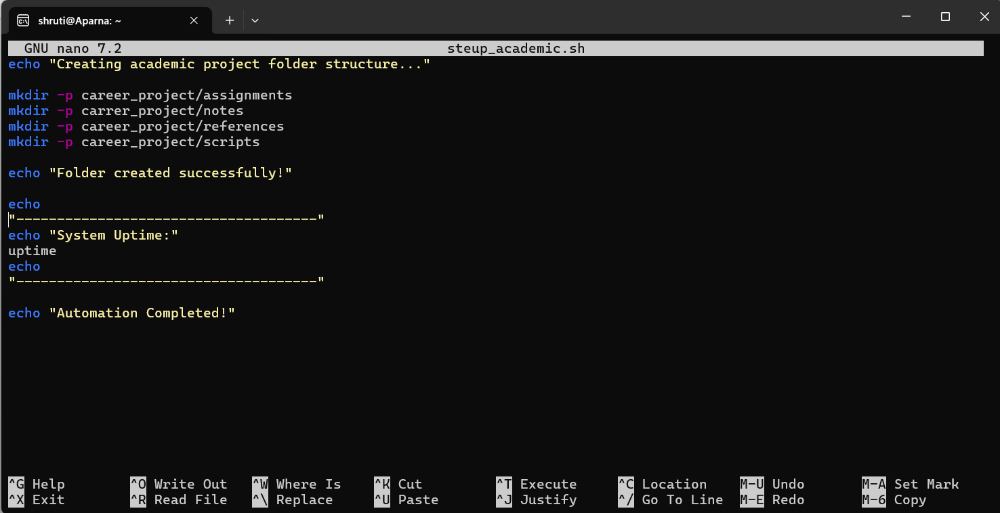 shruti@Aparna: ~
GNU nano 7.2 steup_academic.sh
echo "Creating academic project folder structure..."
mkdir -p career_project/assignments
mkdir -p carrer_project/notes
mkdir -p career_project/references
mkdir -p career_project/scripts
echo "Folder created successfully!"
echo
"-------------------------------------"
echo "System Uptime:"
uptime
echo
"-------------------------------------"
echo "Automation Completed!"
^G Help ^O Write Out ^W Where Is ^K Cut ^T Execute ^C Location M-U Undo M-A Set Mark
^X Exit ^R Read File ^\ Replace ^U Paste ^J Justify ^/ Go To Line M-E Redo M-6 Copy